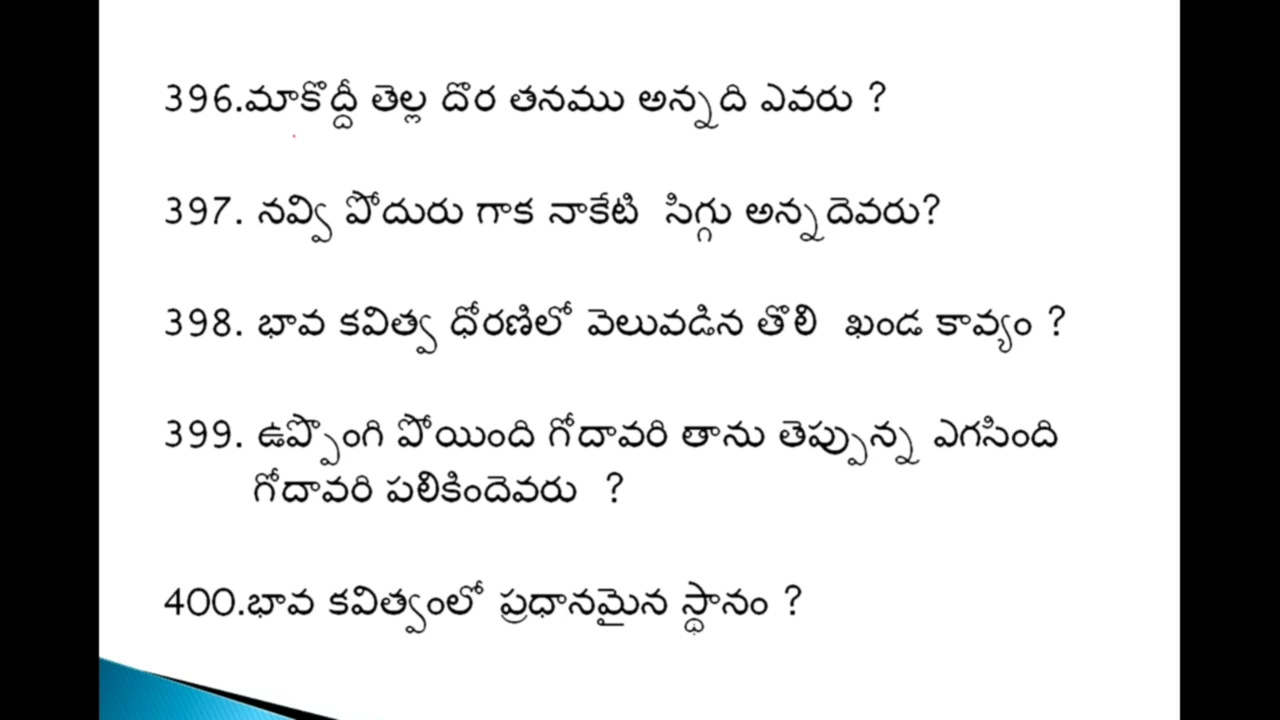 396.మాకొద్దీ తెల్ల దొర తనము అన్నది ఎవరు ?
397. నవ్వి పోదురు గాక నాకేటి సిగ్గు అన్నదెవరు?
398. భావ కవిత్వ ధోరణిలో వెలువడిన తొలి ఖండ కావ్యం ?
399. ఉప్పొంగి పోయింది గోదావరి తాను తెప్పున్న ఎగసింది
గోదావరి పలికిందెవరు ?
400.భావ కవిత్వంలో ప్రధానమైన స్థానం ?